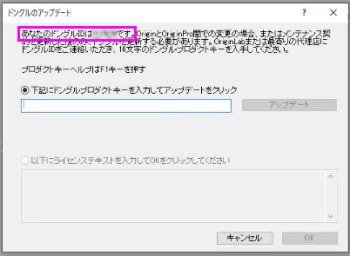 ドングルのアップデート
あなたのドングルIDは です。OriginとOriginPro間での変更の場合、またはメンテナンス契
ドングルを更新する必要があります。OriginLabまたは最寄りの代理店に
ドングルIDをご連絡いただき、16文字のドングルプロダクトキーを入手してください。
プロダクトキーヘルプはF1キーを押す
下記にドングルプロダクトキーを入力してアップデートをクリック
アップデート
以下にライセンステキストを入力してOKをクリックしてください
キャンセル
OK